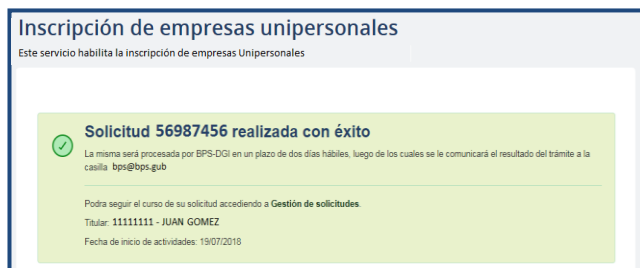 Inscripción de empresas unipersonales
Este servicio habilita la inscripción de empresas Unipersonales
Solicitud 56987456 realizada con éxito
La misma será procesada por BPS-DGI en un plazo de dos días hábiles, luego de los cuales se le comunicará el resultado del trámite a la
casilla bps@bps.gub
Podra seguir el curso de su solicitud accediendo a Gestión de solicitudes.
Titular: 11111111 - JUAN GOMEZ
Fecha de inicio de actividades: 19/07/2018